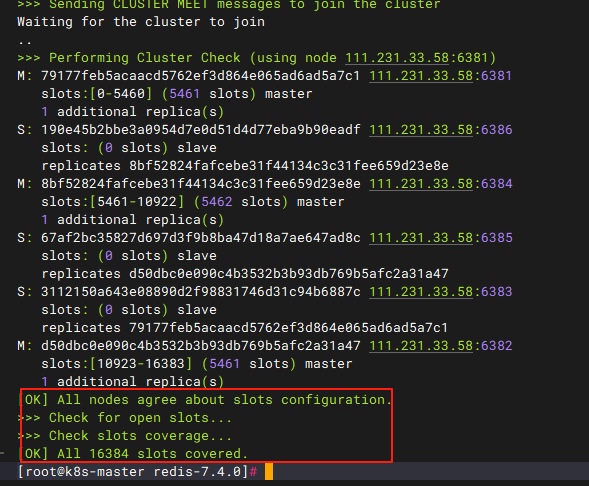 >>> Sending CLUSTER MEET messages to join the cluster
Waiting for the cluster to join
..
>>> Performing Cluster Check (using node 111.231.33.58:6381)
M: 79177feb5acaacd5762ef3d864e065ad6ad5a7c1 111.231.33.58:6381
slots:[0-5460] (5461 slots) master
1 additional replica(s)
S: 190e45b2bbe3a0954d7e0d51d4d77eba9b90eadf 111.231.33.58:6386
slots: (0 slots) slave
replicates 8bf52824fafcebe31f44134c3c31fee659d23e8e
M: 8bf52824fafcebe31f44134c3c31fee659d23e8e 111.231.33.58:6384
slots:[5461-10922] (5462 slots) master
1 additional replica(s)
S: 67af2bc35827d697d3f9b8ba47d18a7ae647ad8c 111.231.33.58:6385
slots: (0 slots) slave
replicates d50dbc0e090c4b3532b3b93db769b5afc2a31a47
S: 3112150a643e08890d2f98831746d31c94b6887c 111.231.33.58:6383
slots: (0 slots) slave
replicates 79177feb5acaacd5762ef3d864e065ad6ad5a7c1
M: d50dbc0e090c4b3532b3b93db769b5afc2a31a47 111.231.33.58:6382
slots:[10923-16383] (5461 slots) master
1 additional replica(s)
[OK] All nodes agree about slots configuration.
>>> Check for open slots...
>>> Check slots coverage...
[OK] All 16384 slots covered.
[root@k8s-master redis-7.4.0]#